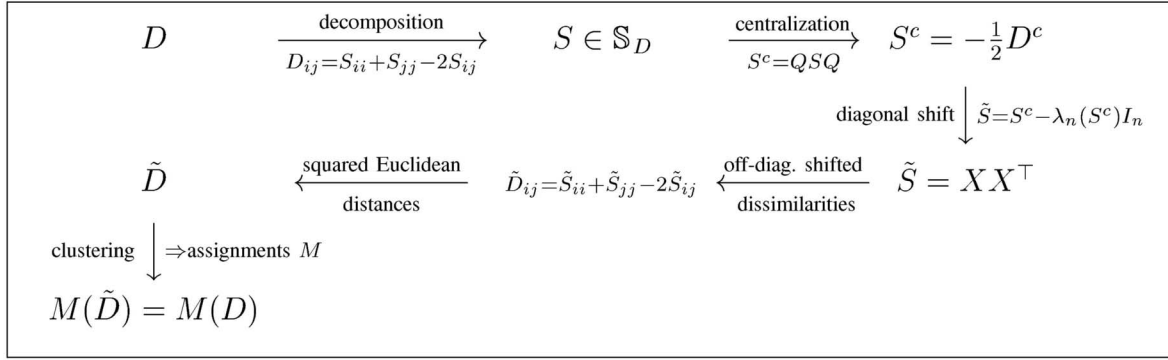 decomposition centralization
D S ∈ 𝕊_D S^c = −½D^c
D_{ij}=S_{ii}+S_{jj}−2S_{ij} S^c=QSQ
diagonal shift S̃=S^c−λ_n(S^c)I_n
squared Euclidean off-diag. shifted
D̃ D̃_{ij}=S̃_{ii}+S̃_{jj}−2S̃_{ij} S̃ = XX^⊤
distances dissimilarities
clustering ⇒assignments M
M(D̃) = M(D)